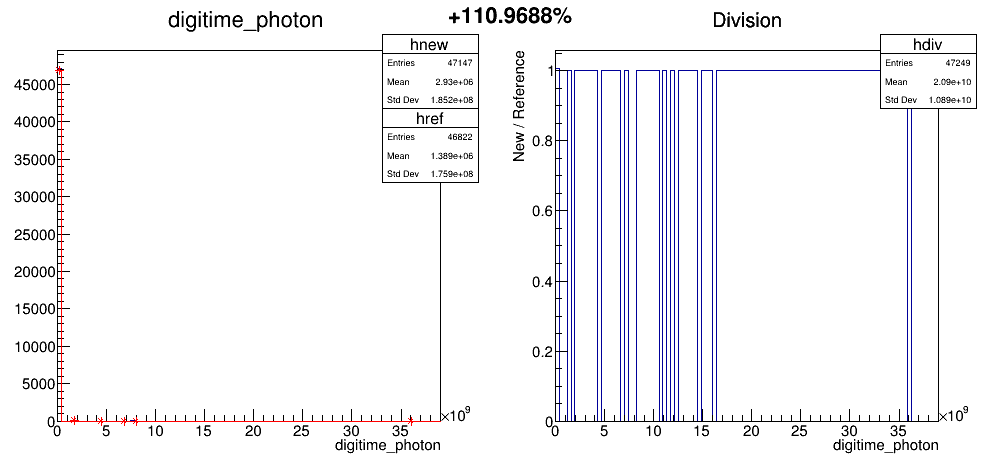 +110.9688%
digitime_photon
hnew
Entries 47147
Mean 2.93e+06
Std Dev 1.852e+08
href
Entries 46822
Mean 1.389e+06
Std Dev 1.759e+08
45000
40000
35000
30000
25000
20000
15000
10000
5000
0
0 5 10 15 20 25 30 35
×10⁹
digitime_photon
Division
hdiv
Entries 47249
Mean 2.09e+10
Std Dev 1.089e+10
New / Reference
1
0.8
0.6
0.4
0.2
0
0 5 10 15 20 25 30 35
×10⁹
digitime_photon